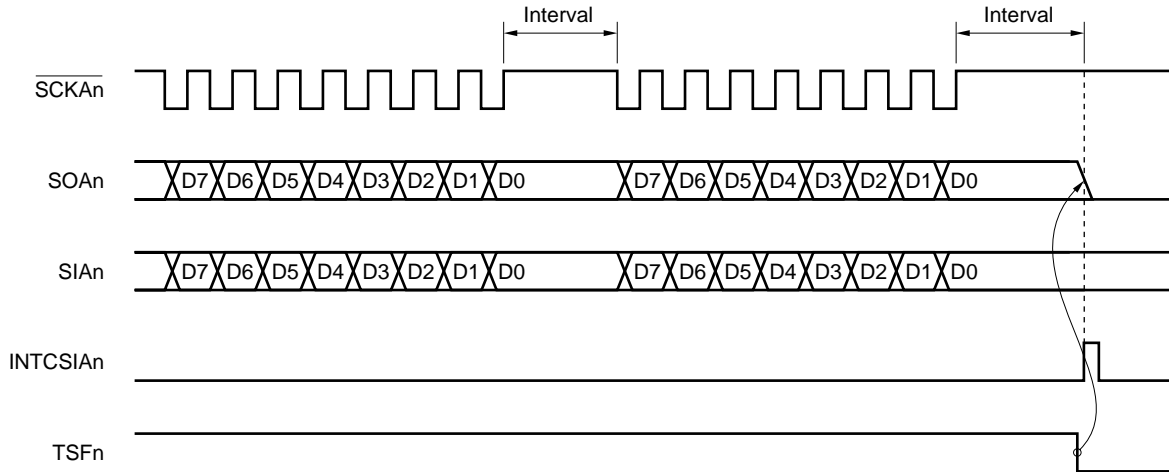 Interval Interval
SCKAn
SOAn D7 D6 D5 D4 D3 D2 D1 D0 D7 D6 D5 D4 D3 D2 D1 D0
SIAn D7 D6 D5 D4 D3 D2 D1 D0 D7 D6 D5 D4 D3 D2 D1 D0
INTCSIAn
TSFn